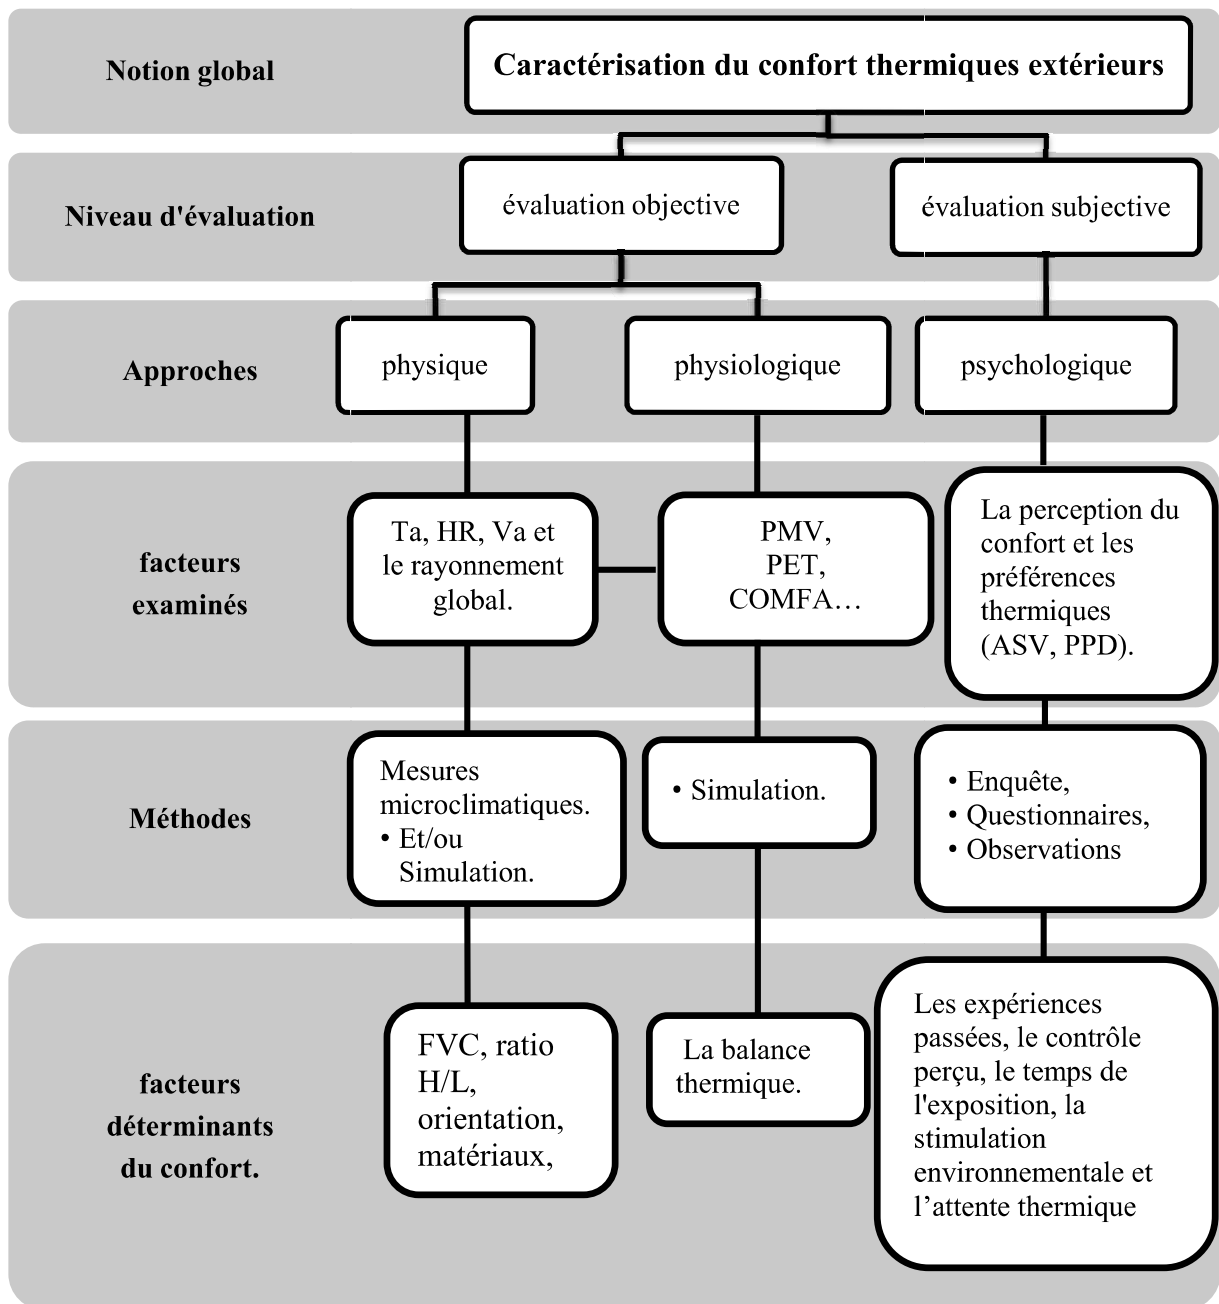 Notion global
Caractérisation du confort thermiques extérieurs
Niveau d'évaluation
évaluation objective
évaluation subjective
Approches
physique
physiologique
psychologique
facteurs
examinés
Ta, HR, Va et
le rayonnement
global.
PMV,
PET,
COMFA…
La perception du
confort et les
préférences
thermiques
(ASV, PPD).
Méthodes
Mesures
microclimatiques.
• Et/ou
Simulation.
• Simulation.
• Enquête,
• Questionnaires,
• Observations
facteurs
déterminants
du confort.
FVC, ratio
H/L,
orientation,
matériaux,
La balance
thermique.
Les expériences
passées, le contrôle
perçu, le temps de
l'exposition, la
stimulation
environnementale et
l’attente thermique